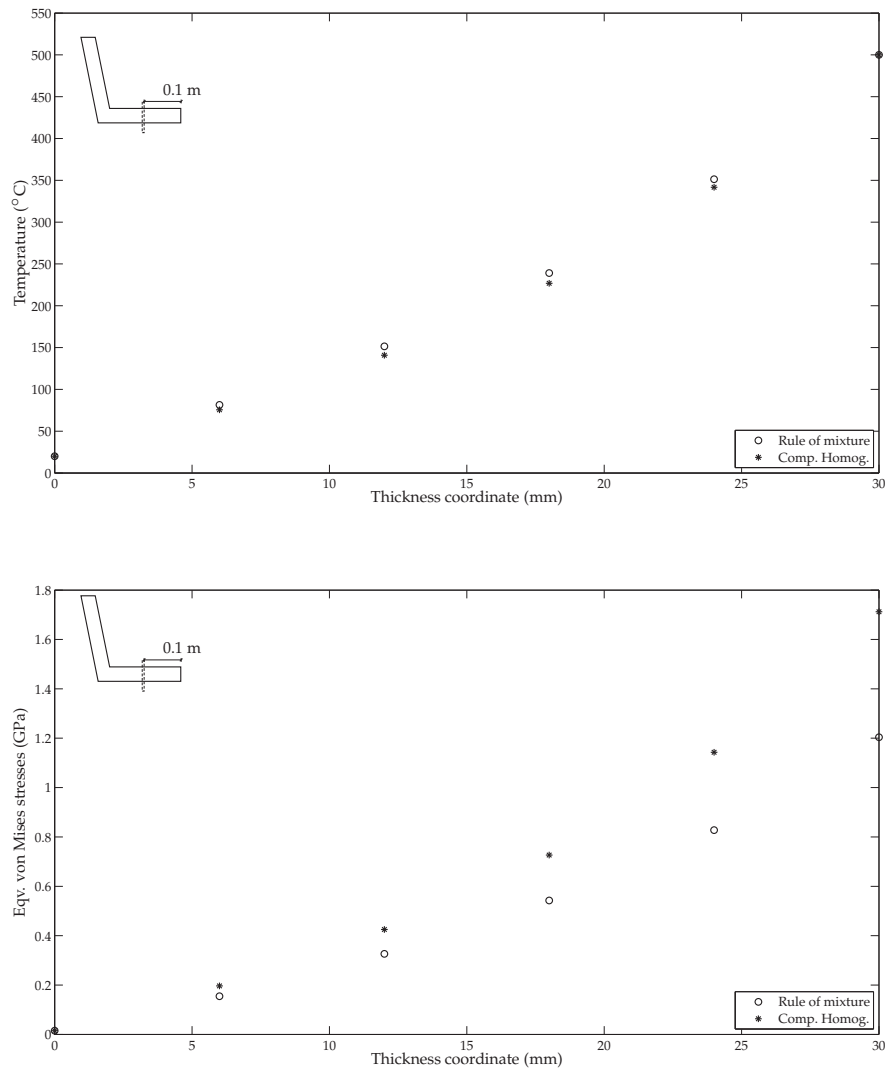 550
500
450
400
350
300
250
200
150
100
50
0
Temperature (°C)
0.1 m
Rule of mixture
Comp. Homog.
0 5 10 15 20 25 30
Thickness coordinate (mm)
1.8
1.6
1.4
1.2
1
0.8
0.6
0.4
0.2
0
Eqv. von Mises stresses (GPa)
0.1 m
Rule of mixture
Comp. Homog.
0 5 10 15 20 25 30
Thickness coordinate (mm)